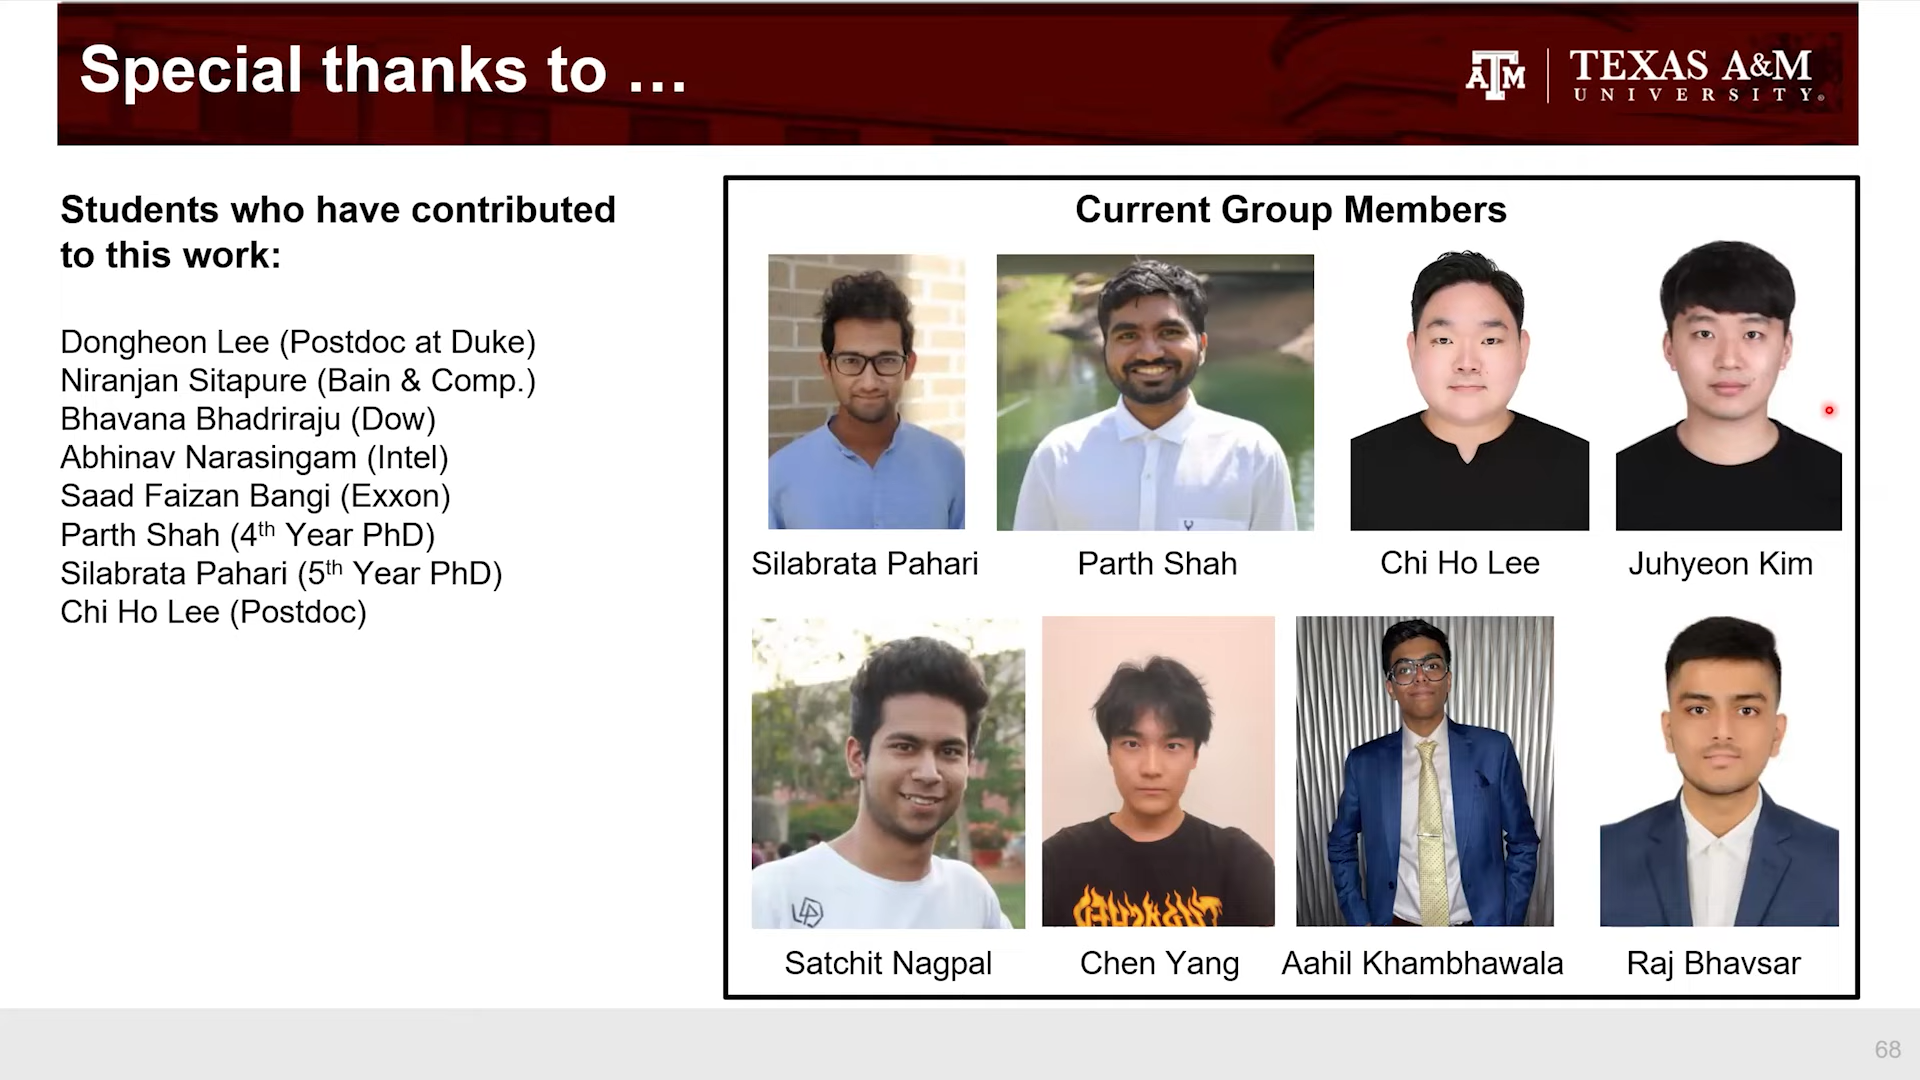 Special thanks to …
ATM
TEXAS A&M
UNIVERSITY®
Students who have contributed
to this work:
Dongheon Lee (Postdoc at Duke)
Niranjan Sitapure (Bain & Comp.)
Bhavana Bhadriraju (Dow)
Abhinav Narasingam (Intel)
Saad Faizan Bangi (Exxon)
Parth Shah (4th Year PhD)
Silabrata Pahari (5th Year PhD)
Chi Ho Lee (Postdoc)
Current Group Members
Silabrata Pahari
Parth Shah
Chi Ho Lee
Juhyeon Kim
Satchit Nagpal
Chen Yang
Aahil Khambhawala
Raj Bhavsar
68